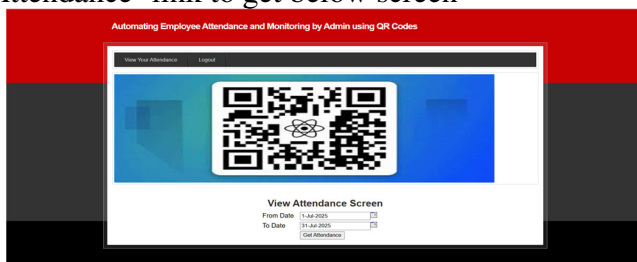 Attendance' link to get below screen
Automating Employee Attendance and Monitoring by Admin using QR Codes
View Your Attendance Logout
View Attendance Screen
From Date 1-Jul-2025
To Date 31-Jul-2025
Get Attendance